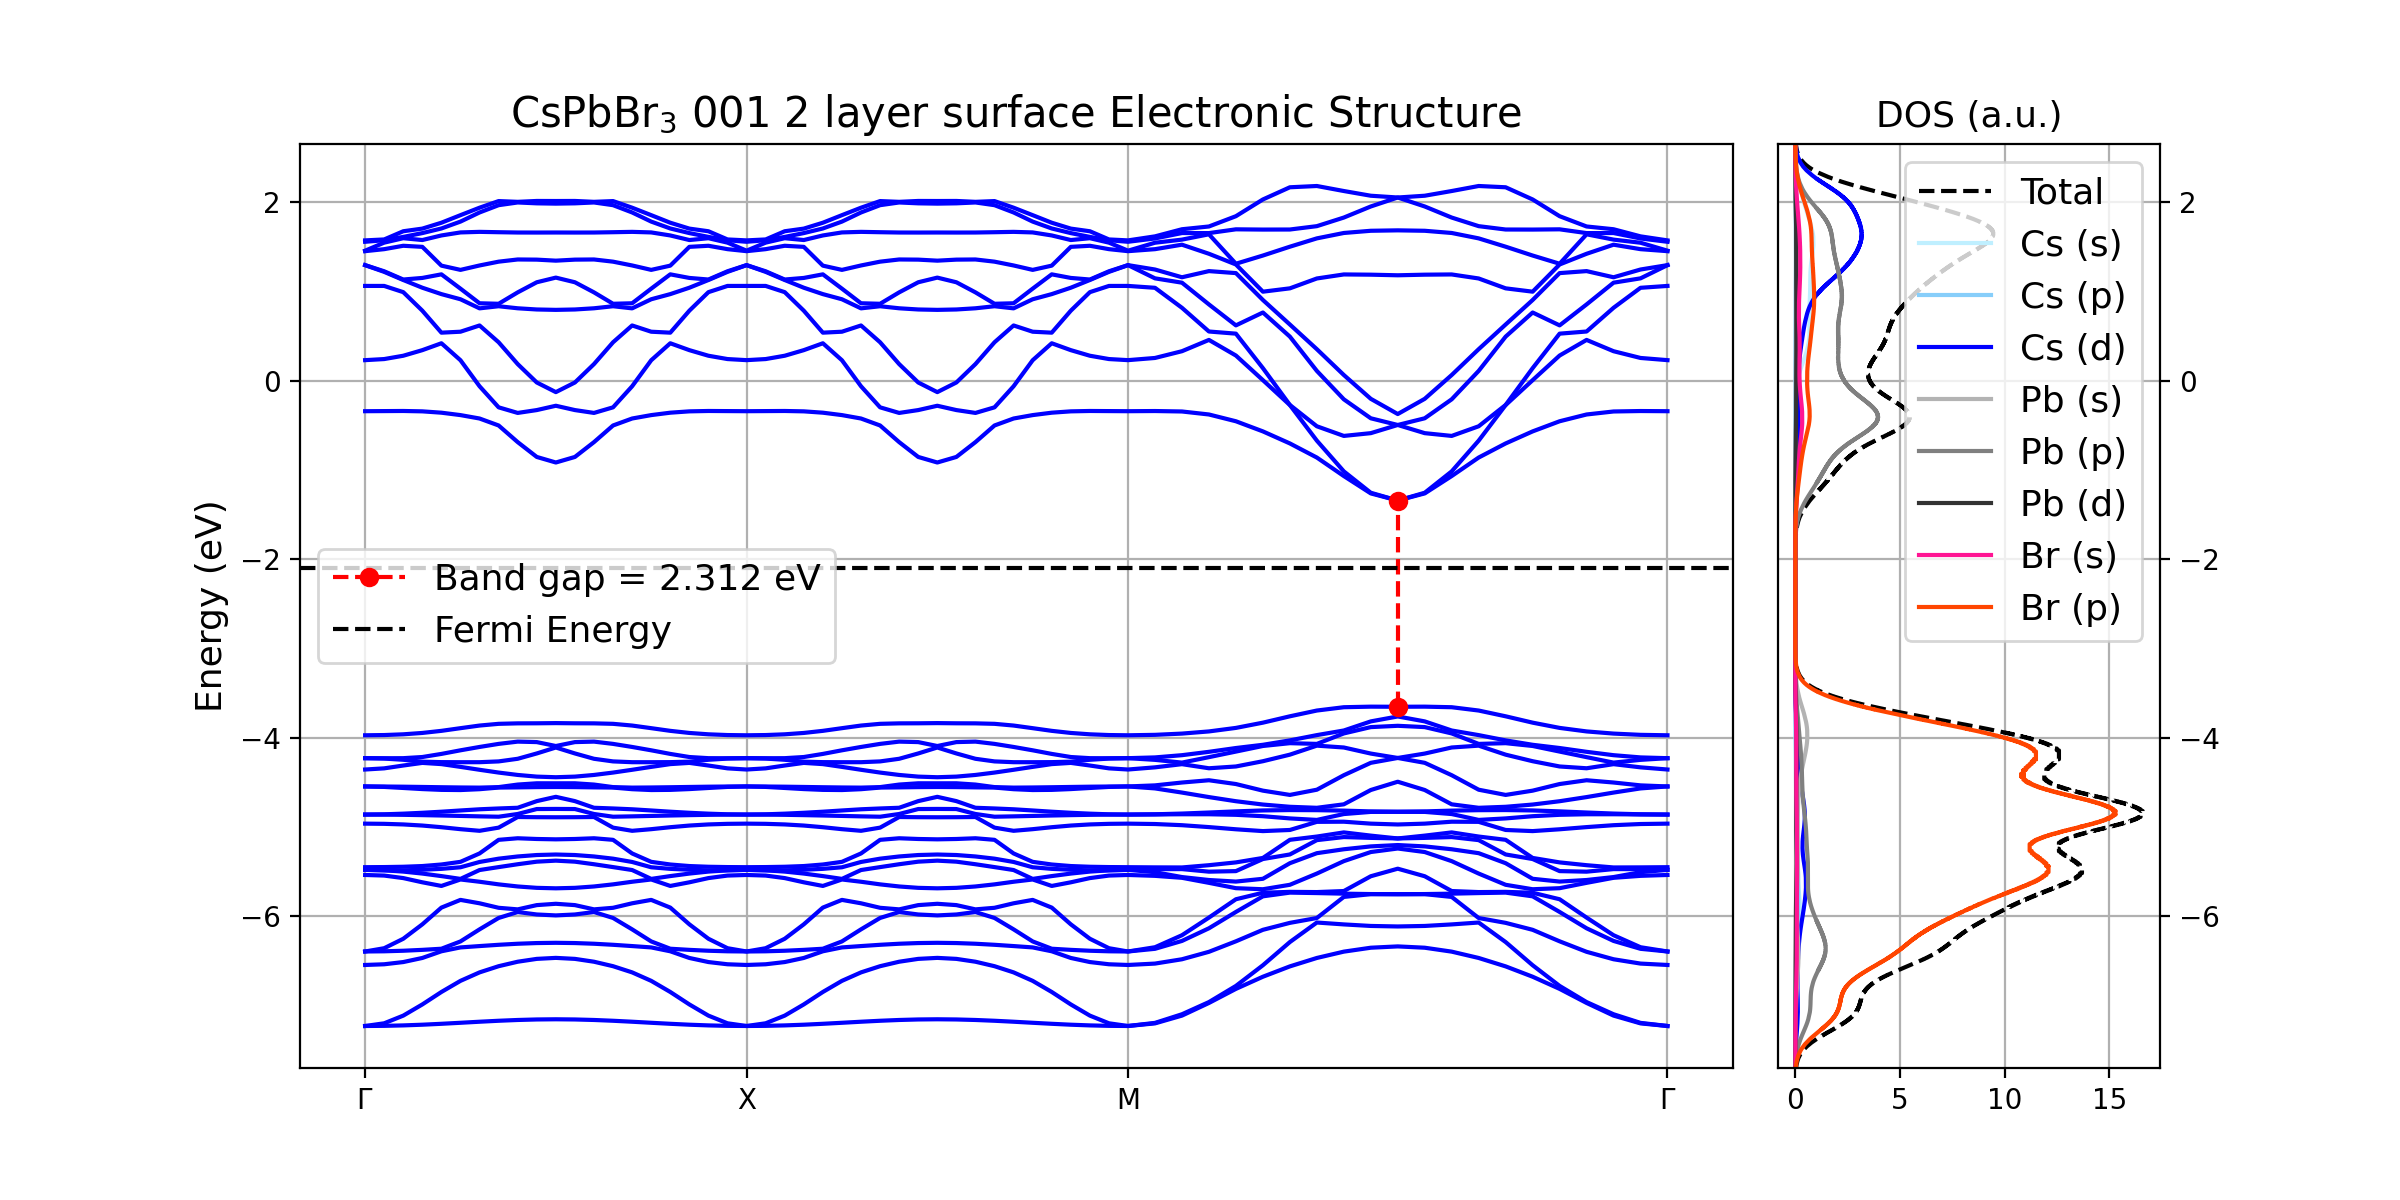 CsPbBr₃ 001 2 layer surface Electronic Structure
DOS (a.u.)
Energy (eV)
2
0
−2
−4
−6
Band gap = 2.312 eV
Fermi Energy
Γ
X
M
Γ
Total
Cs (s)
Cs (p)
Cs (d)
Pb (s)
Pb (p)
Pb (d)
Br (s)
Br (p)
2
0
−2
−4
−6
0
5
10
15